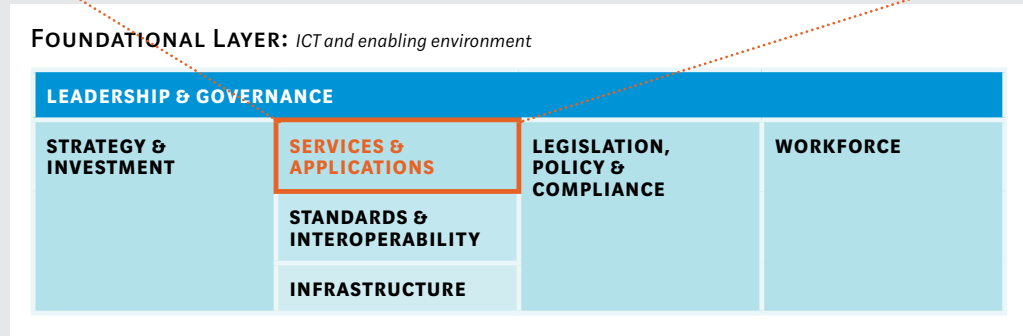 FOUNDATIONAL LAYER: ICT and enabling environment
LEADERSHIP & GOVERNANCE
STRATEGY &
INVESTMENT
SERVICES &
APPLICATIONS
STANDARDS &
INTEROPERABILITY
INFRASTRUCTURE
LEGISLATION,
POLICY &
COMPLIANCE
WORKFORCE